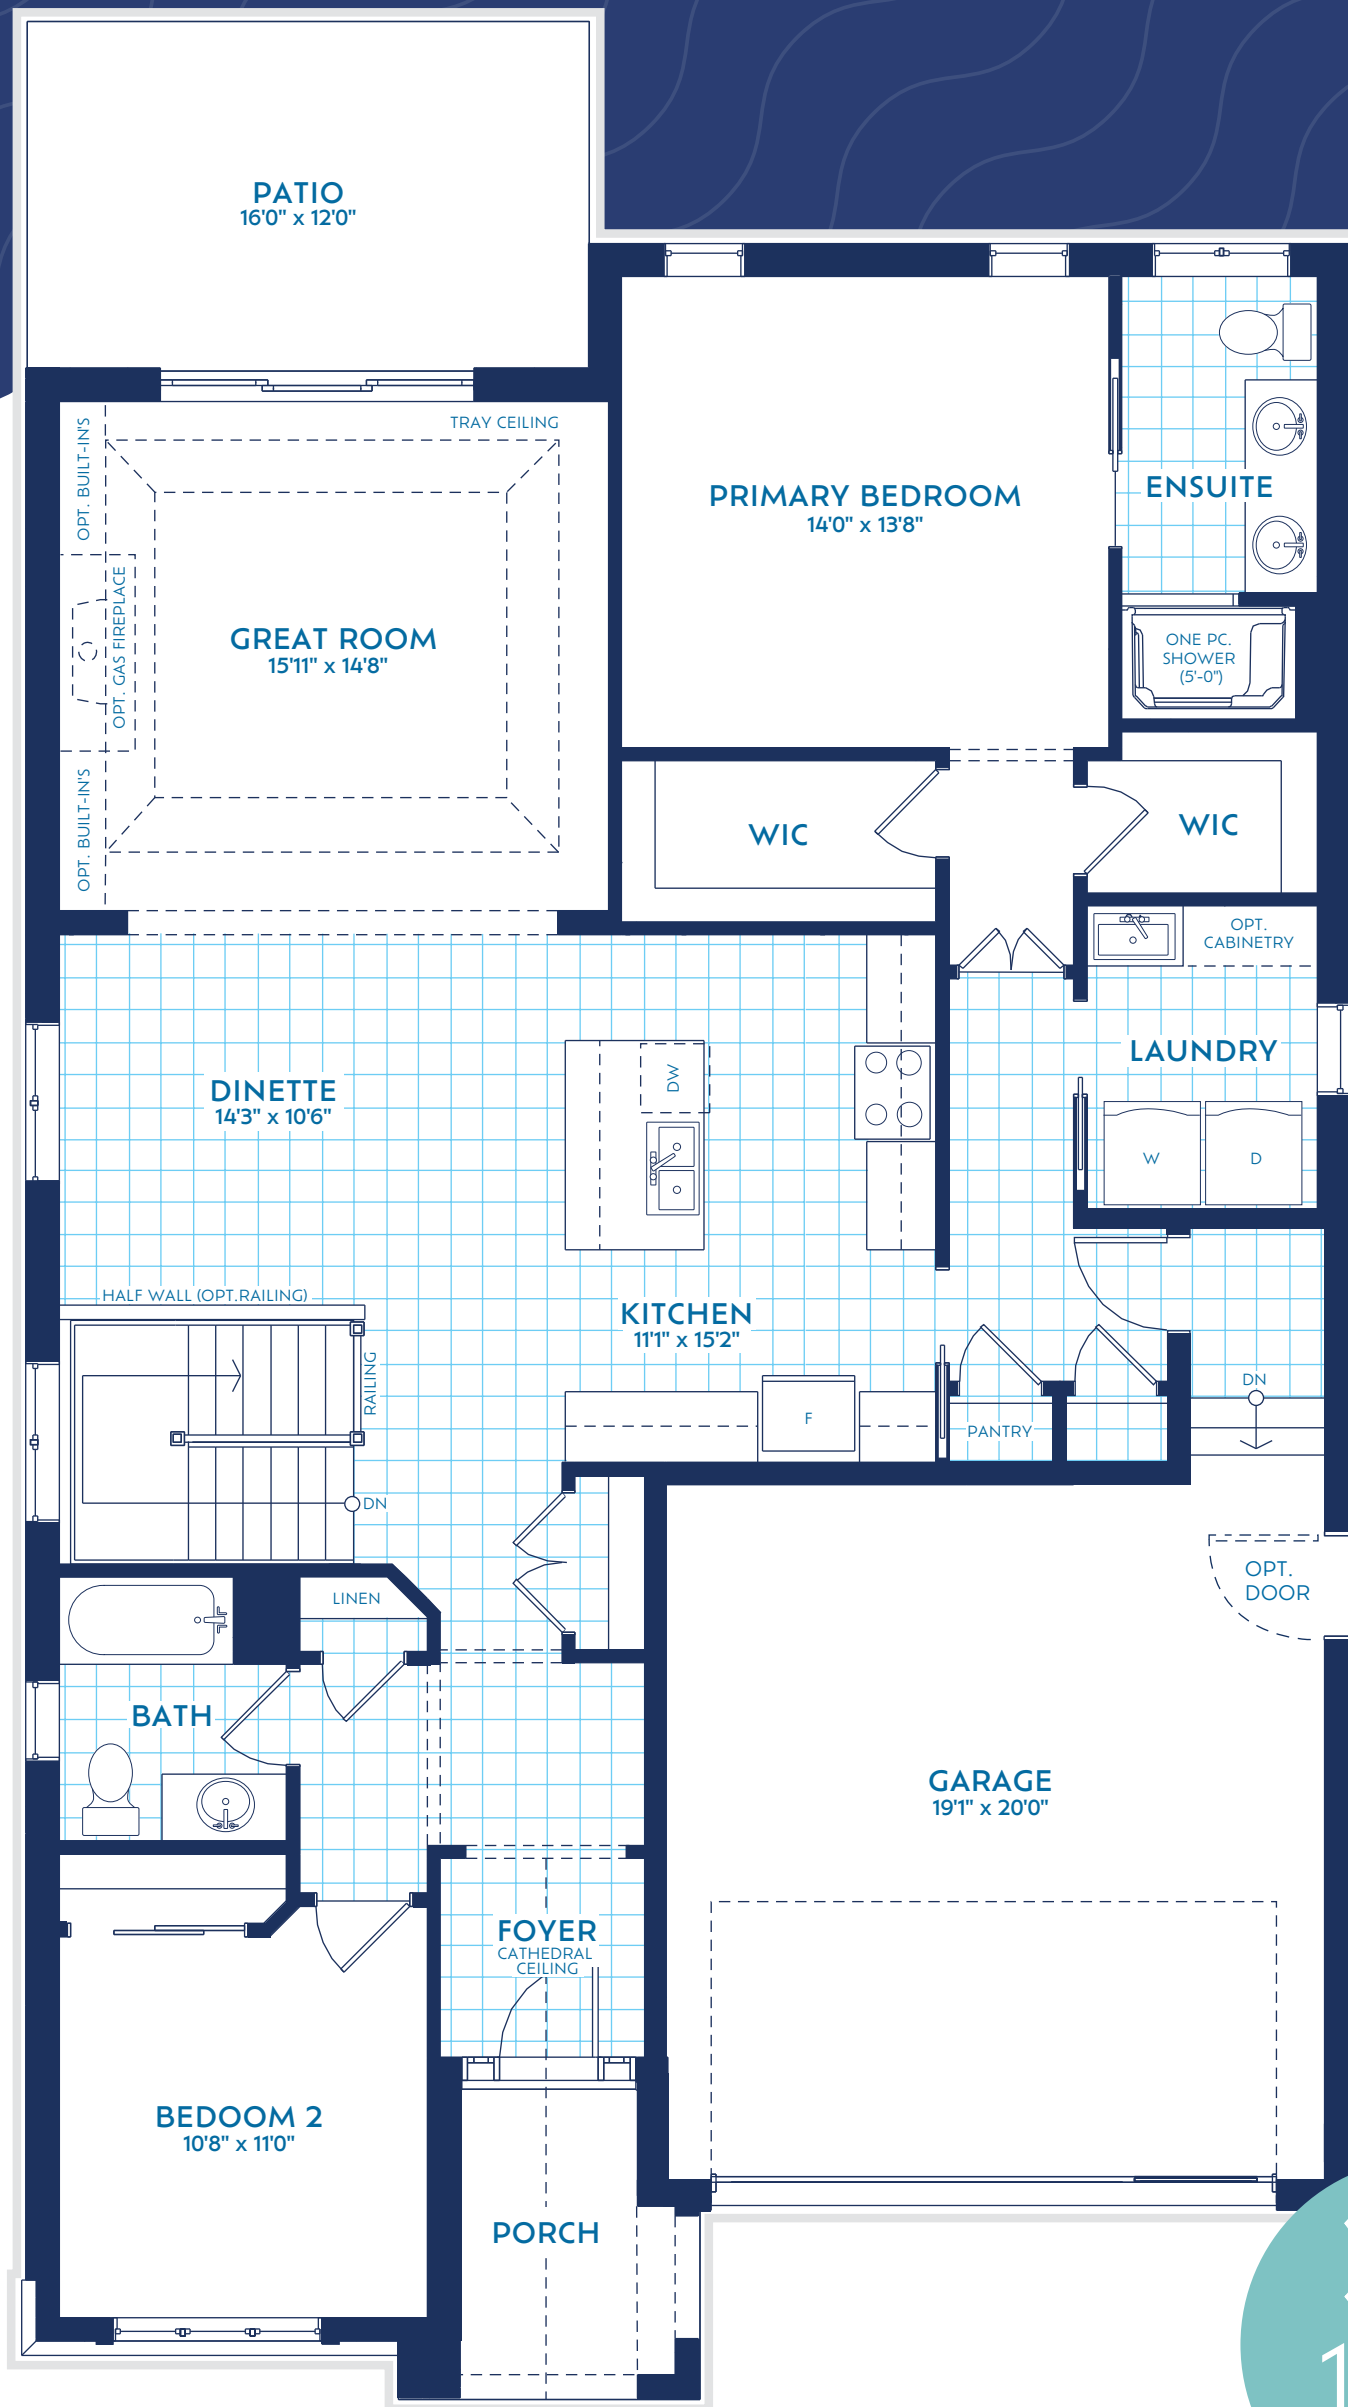 PATIO
16'0" x 12'0"
TRAY CEILING
OPT. BUILT-IN'S
PRIMARY BEDROOM
14'0" x 13'8"
ENSUITE
OPT. GAS FIREPLACE
GREAT ROOM
15'11" x 14'8"
ONE PC.
SHOWER
(5'-0")
OPT. BUILT-IN'S
WIC
WIC
OPT.
CABINETRY
LAUNDRY
DW
DINETTE
14'3" x 10'6"
W
D
HALF WALL (OPT.RAILING)
KITCHEN
11'1" x 15'2"
RAILING
DN
F
PANTRY
DN
OPT.
DOOR
LINEN
BATH
GARAGE
19'1" x 20'0"
FOYER
CATHEDRAL
CEILING
BEDOOM 2
10'8" x 11'0"
PORCH